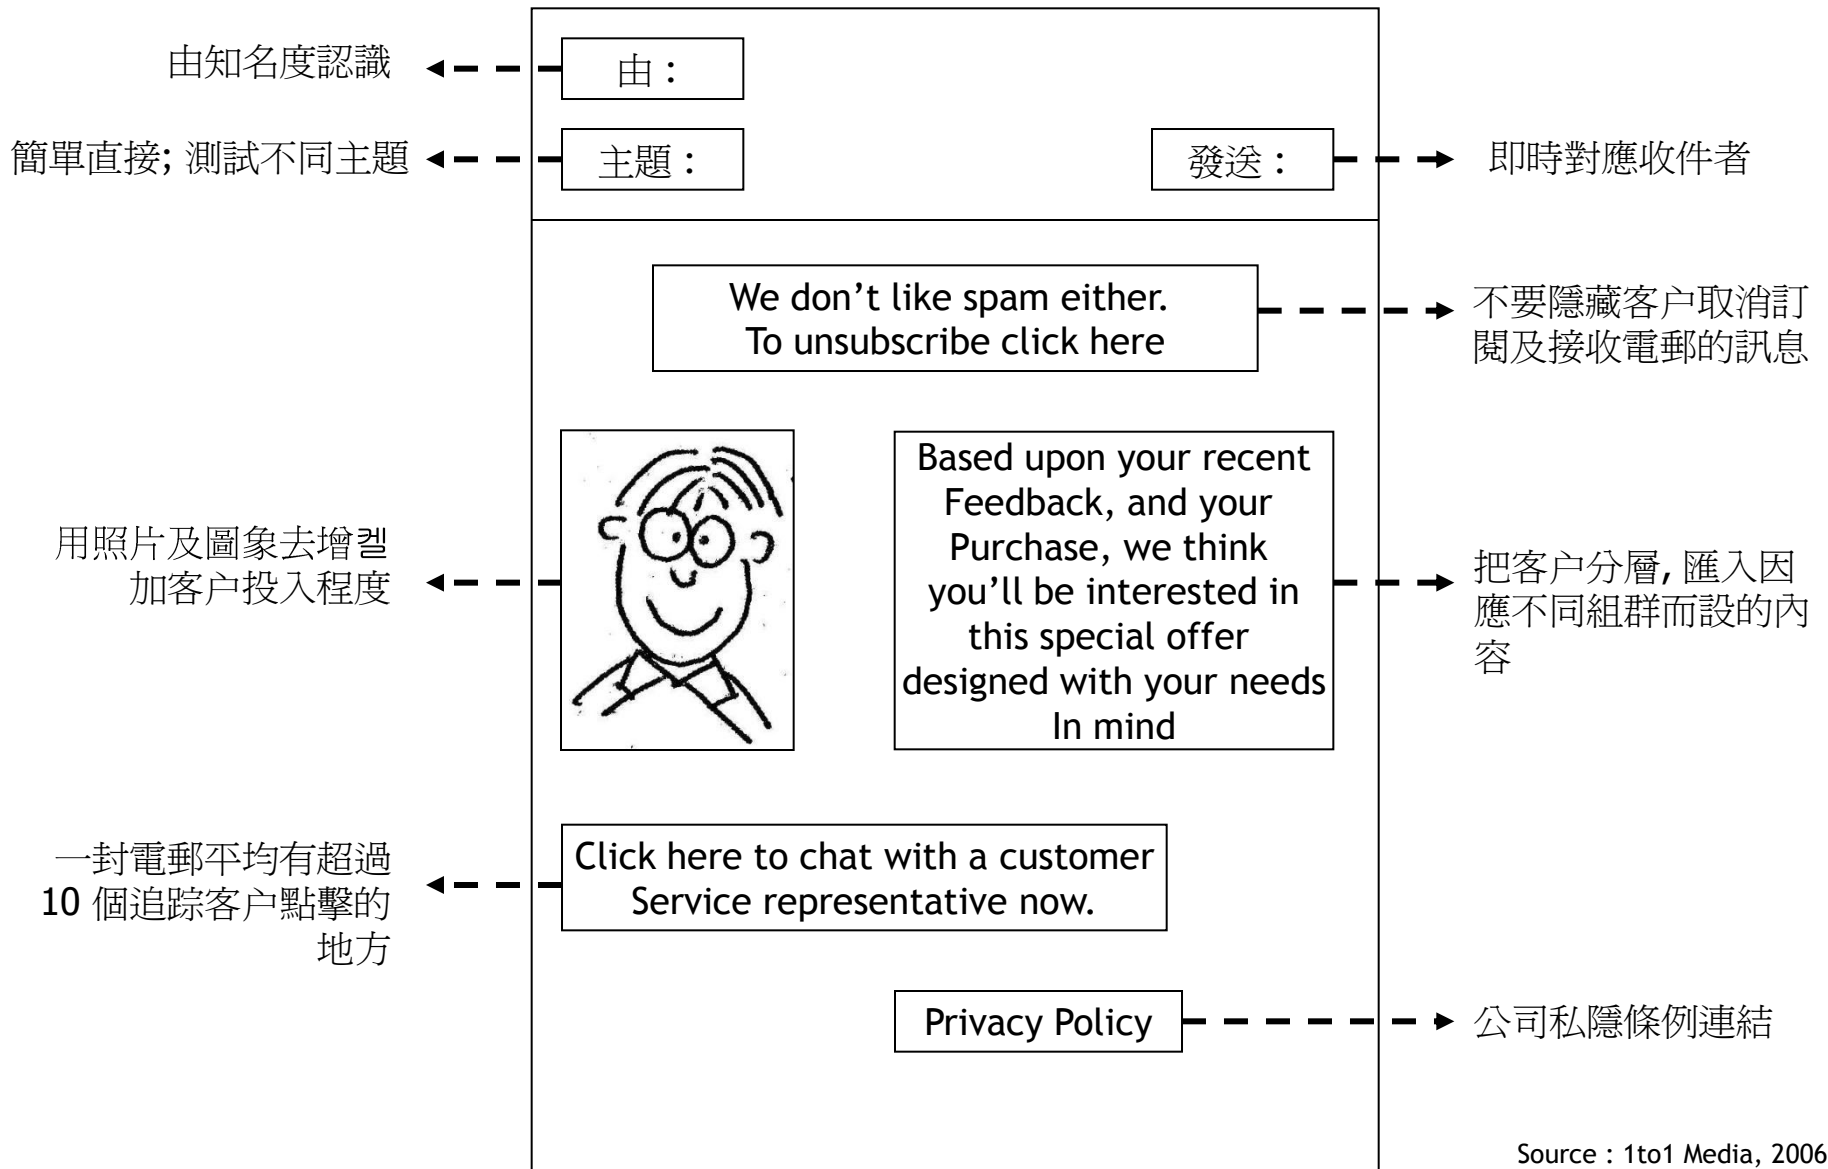 由知名度認識
由：
簡單直接; 測試不同主題
主題：
發送：
即時對應收件者
We don’t like spam either.
To unsubscribe click here
不要隱藏客户取消訂
閱及接收電郵的訊息
用照片及圖象去增켈
加客户投入程度
Based upon your recent
Feedback, and your
Purchase, we think
you’ll be interested in
this special offer
designed with your needs
In mind
把客户分層, 匯入因
應不同組群而設的內
容
一封電郵平均有超過
10 個追踪客户點擊的
地方
Click here to chat with a customer
Service representative now.
Privacy Policy
公司私隱條例連結
Source : 1to1 Media, 2006